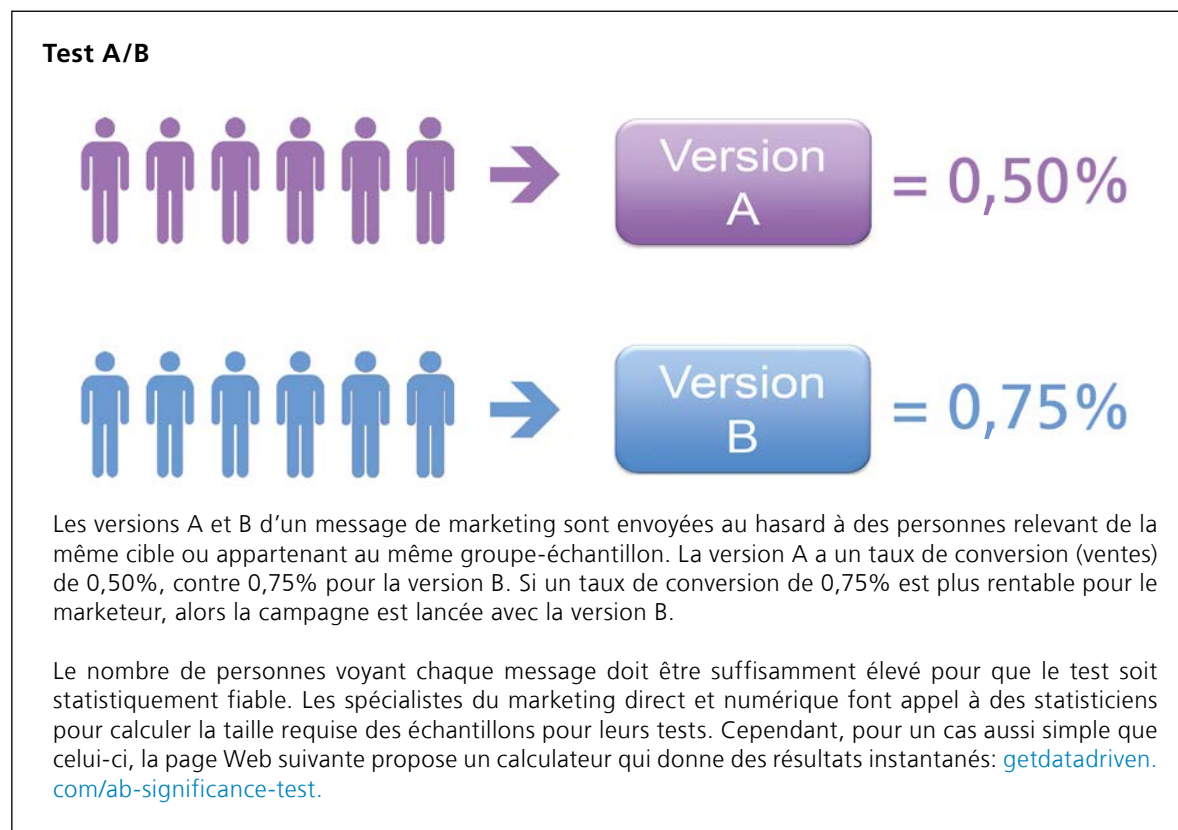 Test A/B
Version
A
= 0,50%
Version
B
= 0,75%
Les versions A et B d’un message de marketing sont envoyées au hasard à des personnes relevant de la
même cible ou appartenant au même groupe-échantillon. La version A a un taux de conversion (ventes)
de 0,50%, contre 0,75% pour la version B. Si un taux de conversion de 0,75% est plus rentable pour le
marketeur, alors la campagne est lancée avec la version B.
Le nombre de personnes voyant chaque message doit être suffisamment élevé pour que le test soit
statistiquement fiable. Les spécialistes du marketing direct et numérique font appel à des statisticiens
pour calculer la taille requise des échantillons pour leurs tests. Cependant, pour un cas aussi simple que
celui-ci, la page Web suivante propose un calculateur qui donne des résultats instantanés: getdatadriven.
com/ab-significance-test.